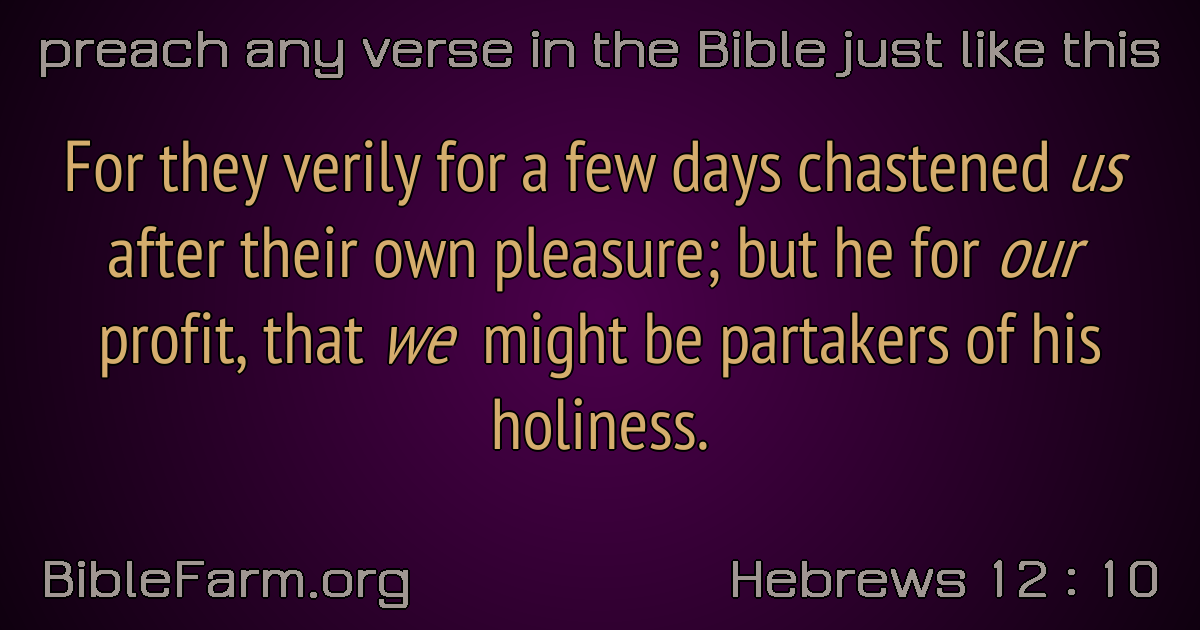 preach any verse in the Bible just like this
For they verily for a few days chastened us
after their own pleasure; but he for our
profit, that we might be partakers of his
holiness.
BibleFarm.org
Hebrews 12 : 10